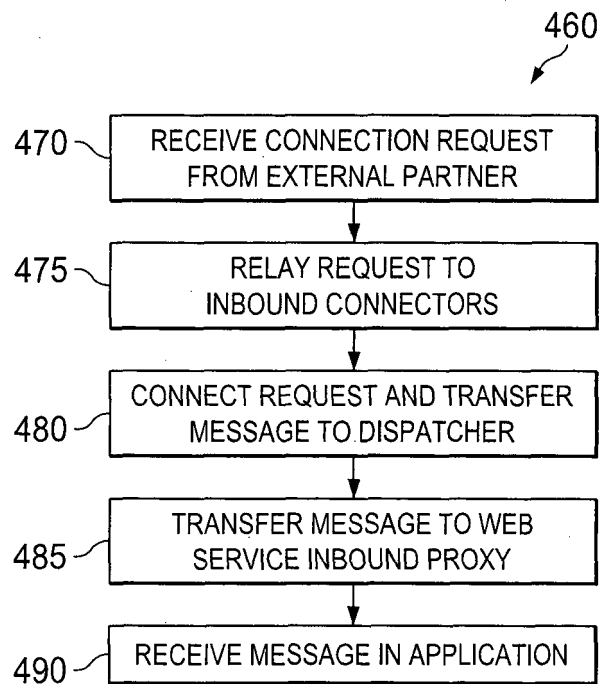 460
470
RECEIVE CONNECTION REQUEST
FROM EXTERNAL PARTNER
475
RELAY REQUEST TO
INBOUND CONNECTORS
480
CONNECT REQUEST AND TRANSFER
MESSAGE TO DISPATCHER
485
TRANSFER MESSAGE TO WEB
SERVICE INBOUND PROXY
490
RECEIVE MESSAGE IN APPLICATION